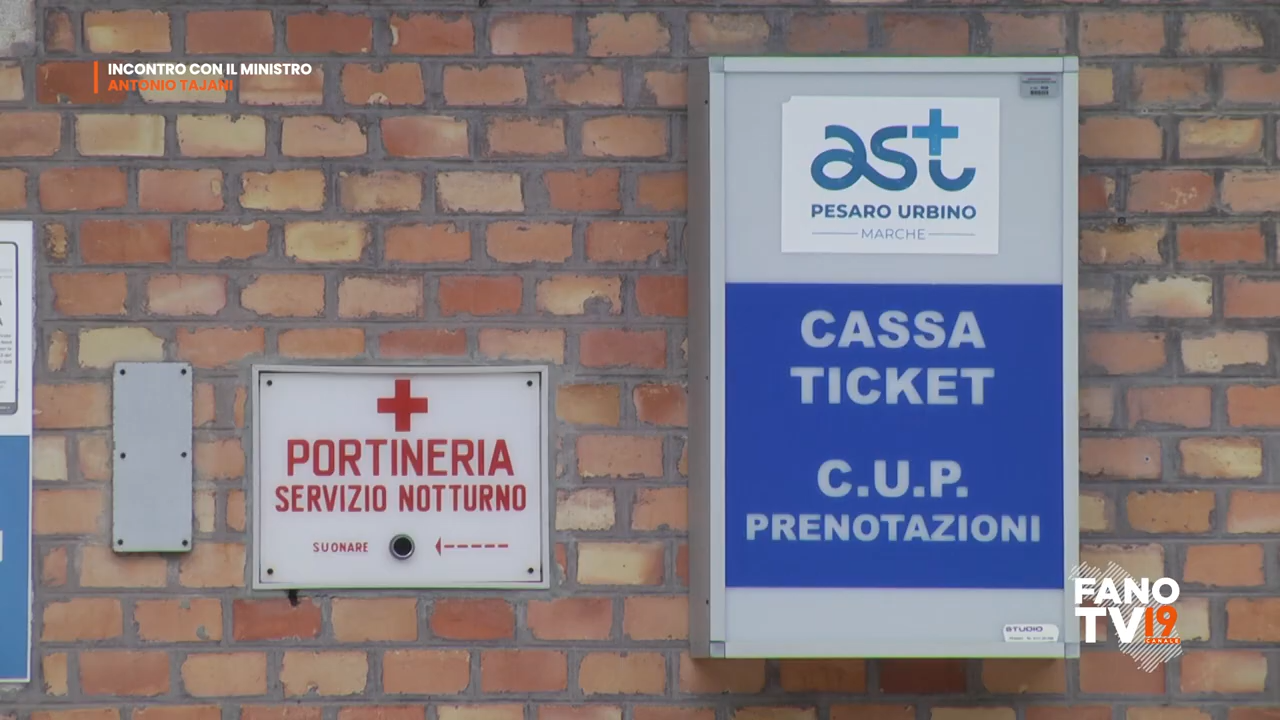 INCONTRO CON IL MINISTRO
ANTONIO TAJANI
ast
PESARO URBINO
MARCHE
CASSA
TICKET
C.U.P.
PRENOTAZIONI
PORTINERIA
SERVIZIO NOTTURNO
SUONARE
STUDIO
FANO
TV19
CANALE